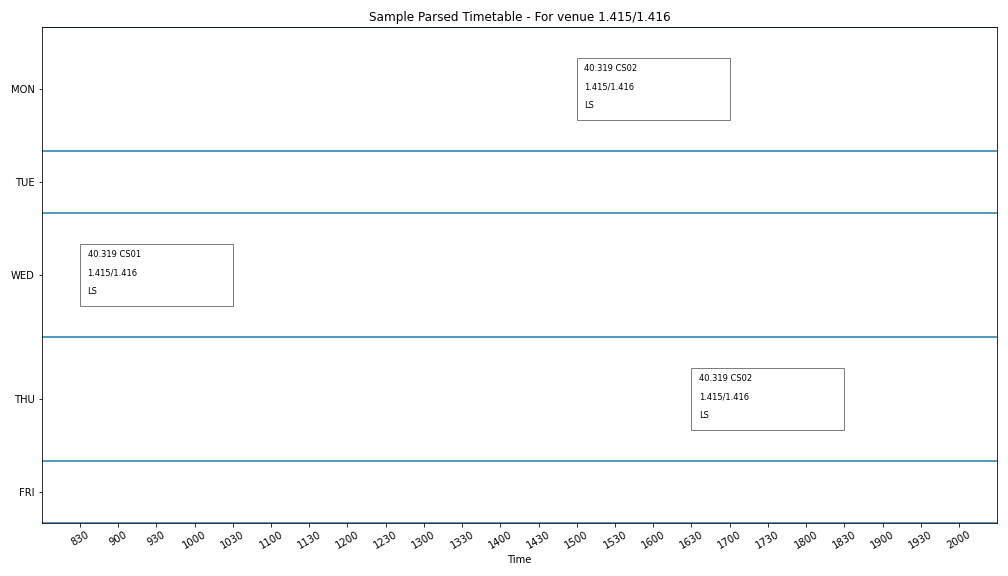 Sample Parsed Timetable - For venue 1.415/1.416
MON
40.319 CS02
1.415/1.416
LS
TUE
WED
40.319 CS01
1.415/1.416
LS
THU
40.319 CS02
1.415/1.416
LS
FRI
830 900 930 1000 1030 1100 1130 1200 1230 1300 1330 1400 1430 1500 1530 1600 1630 1700 1730 1800 1830 1900 1930 2000
Time